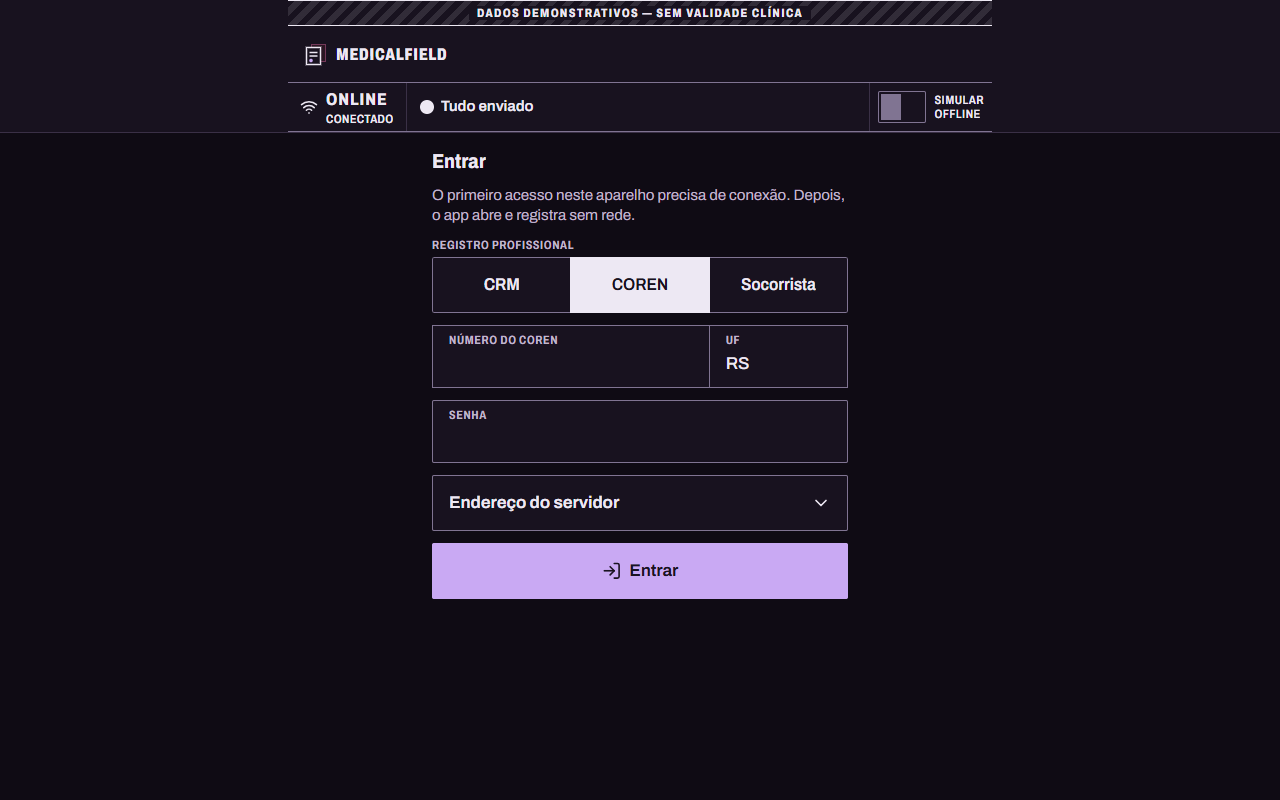 DADOS DEMONSTRATIVOS — SEM VALIDADE CLÍNICA
MEDICALFIELD
ONLINE
CONECTADO
Tudo enviado
SIMULAR
OFFLINE
Entrar
O primeiro acesso neste aparelho precisa de conexão. Depois,
o app abre e registra sem rede.
REGISTRO PROFISSIONAL
CRM
COREN
Socorrista
NÚMERO DO COREN
UF
RS
SENHA
Endereço do servidor
Entrar